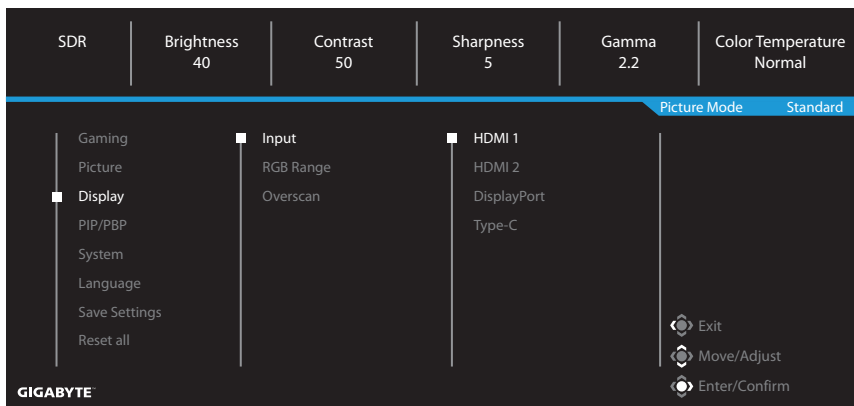 SDR Brightness Contrast Sharpness Gamma Color Temperature
40 50 5 2.2 Normal
Picture Mode Standard
Gaming Input HDMI 1
Picture RGB Range HDMI 2
Display Overscan DisplayPort
PIP/PBP Type-C
System
Language
Save Settings
Reset all
Exit
Move/Adjust
Enter/Confirm
GIGABYTE™